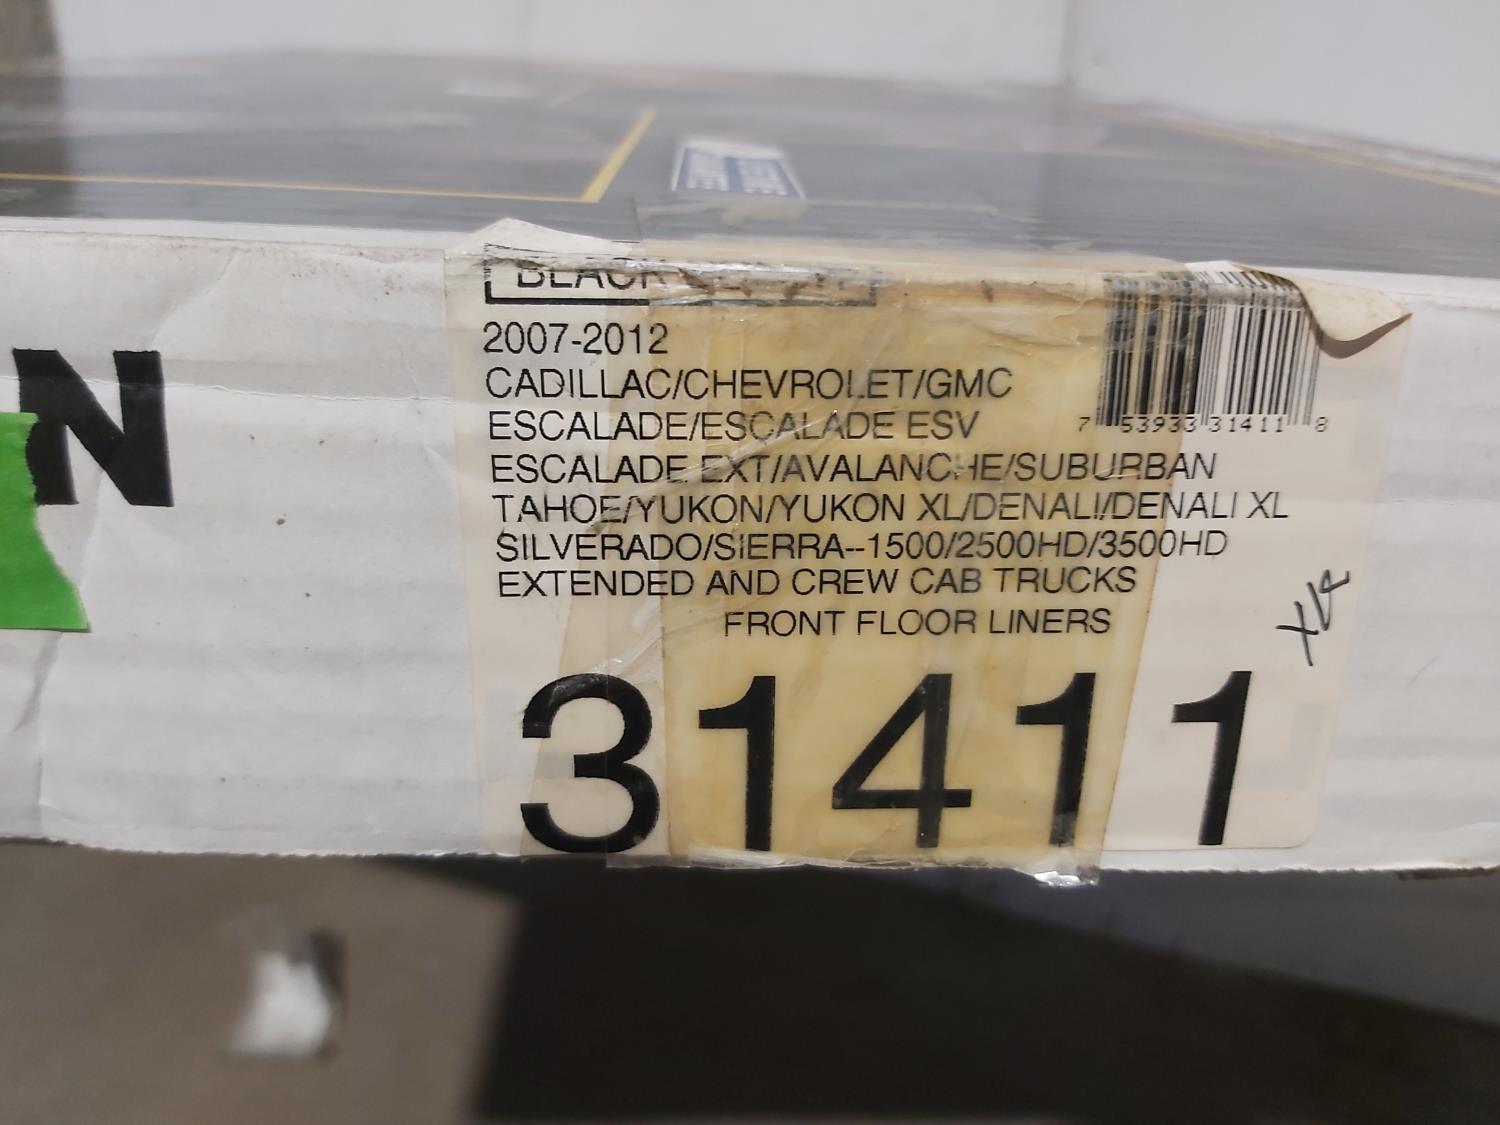 BLACK
2007-2012
CADILLAC/CHEVROLET/GMC
ESCALADE/ESCALADE ESV
ESCALADE EXT/AVALANCHE/SUBURBAN
TAHOE/YUKON/YUKON XL/DENALI/DENALI XL
SILVERADO/SIERRA--1500/2500HD/3500HD
EXTENDED AND CREW CAB TRUCKS
FRONT FLOOR LINERS
31411
7 53933 31411 8
N